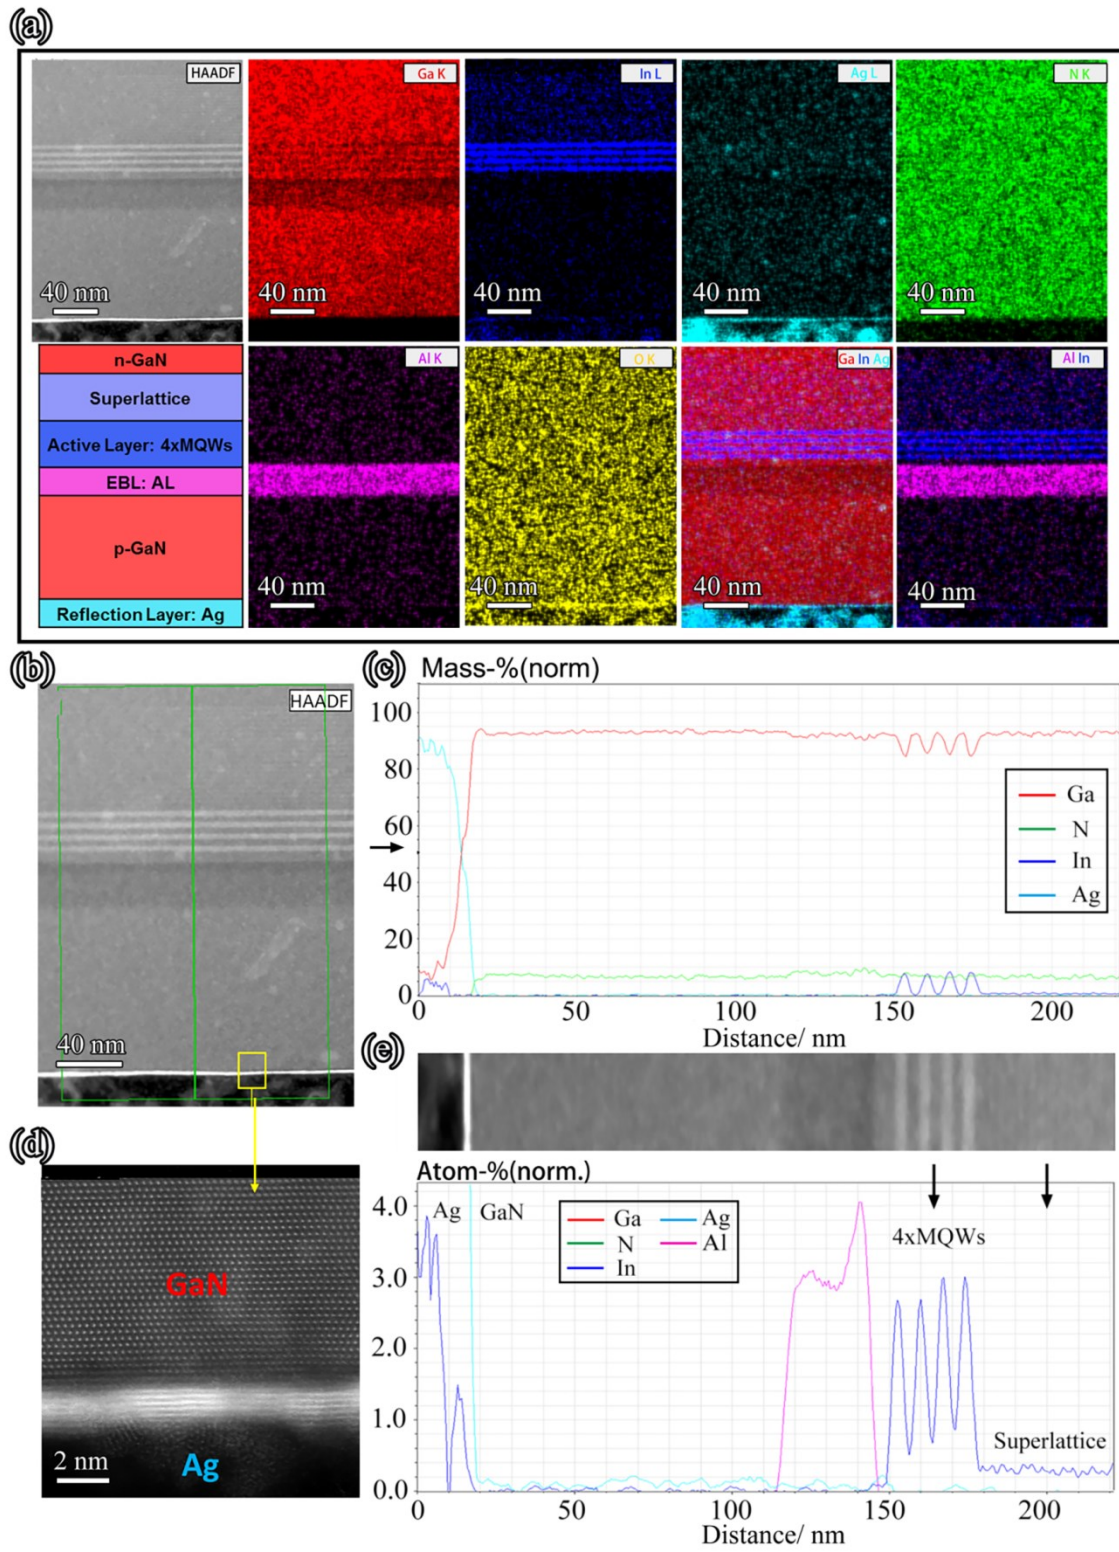 (a)
HAADF
Ga K
In L
Ag L
N K
40 nm
40 nm
40 nm
40 nm
40 nm
n-GaN
Superlattice
Active Layer: 4xMQWs
EBL: AL
p-GaN
Reflection Layer: Ag
Al K
O K
Ga In Ag
Al In
40 nm
40 nm
40 nm
40 nm
(b)
HAADF
40 nm
(c)
Mass-%(norm)
100
80
60
40
20
0
0
50
100
150
200
Distance/ nm
Ga
N
In
Ag
(d)
GaN
Ag
2 nm
(e)
Atom-%(norm.)
4.0
3.0
2.0
1.0
0.0
Ag
GaN
Ga
Ag
N
Al
In
4xMQWs
Superlattice
0
50
100
150
200
Distance/ nm